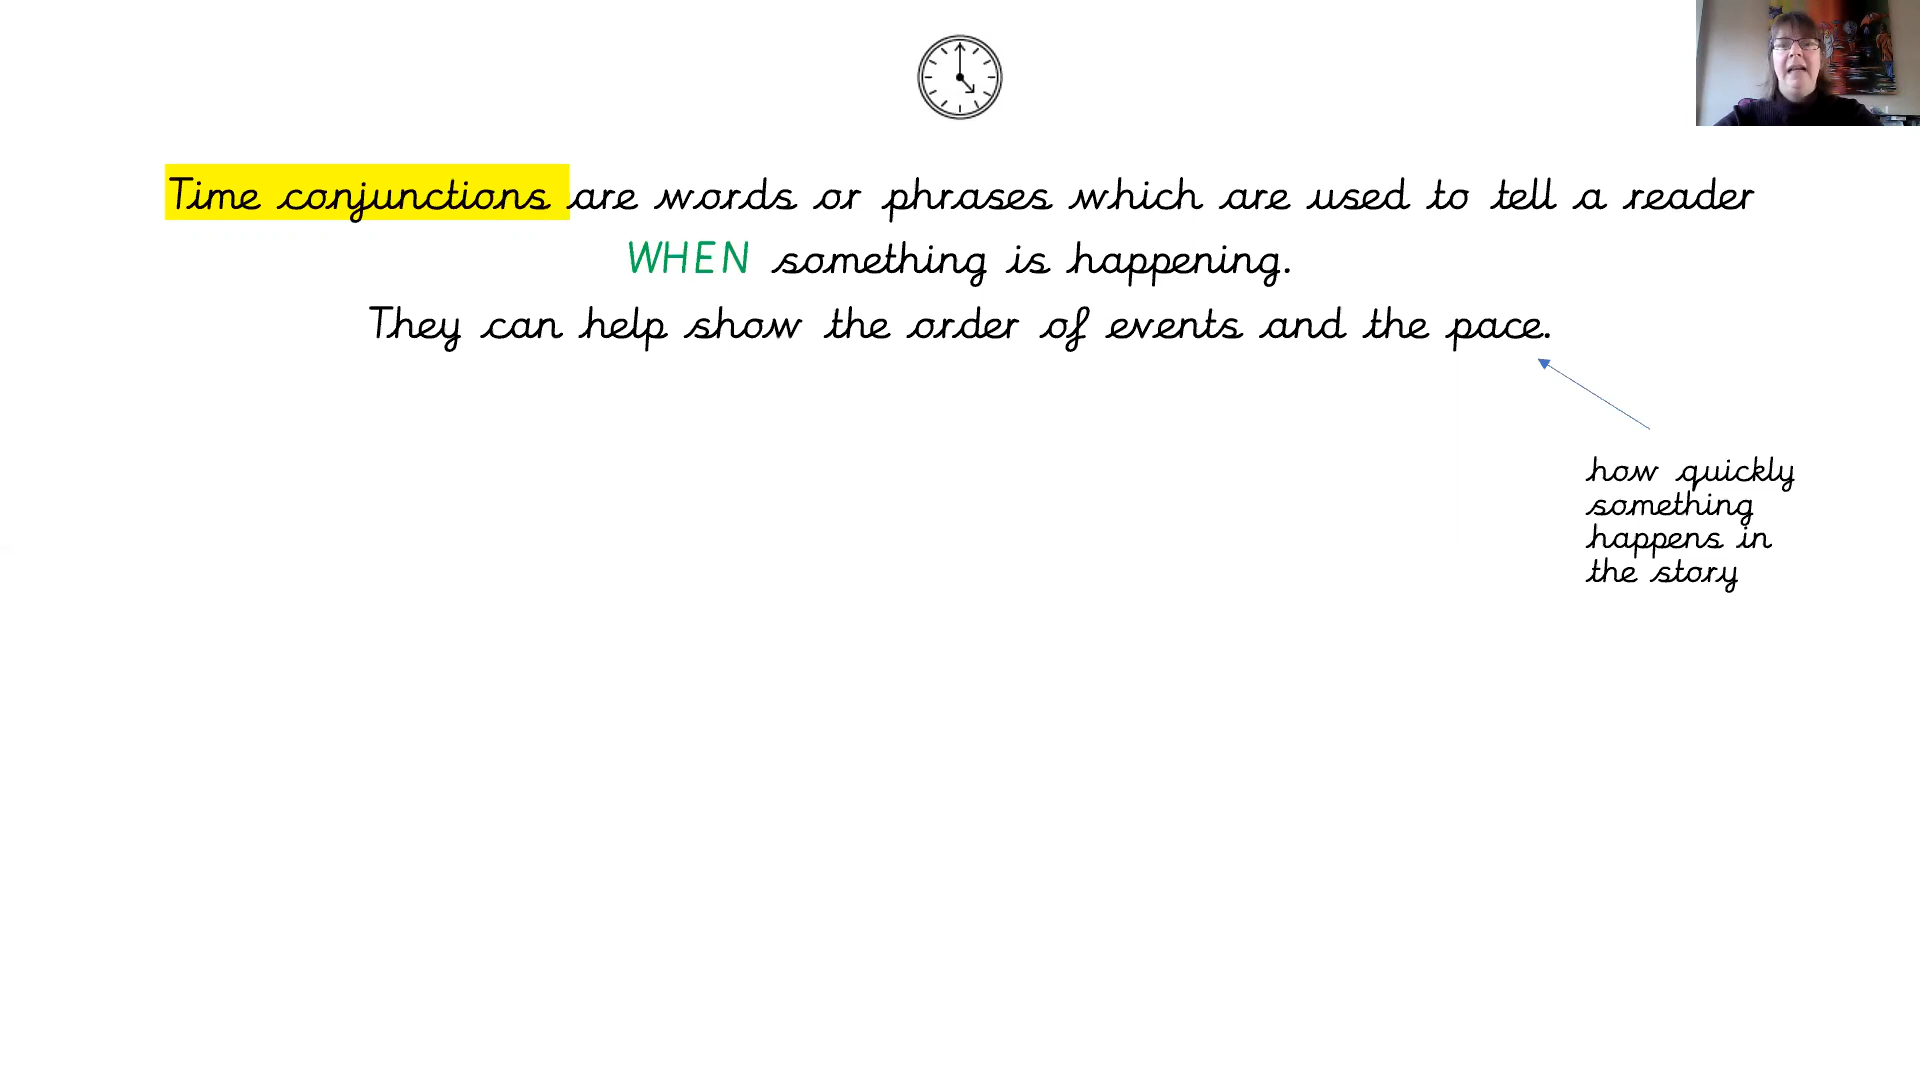 Time conjunctions are words or phrases which are used to tell a reader
WHEN something is happening.
They can help show the order of events and the pace.
how quickly
something
happens in
the story